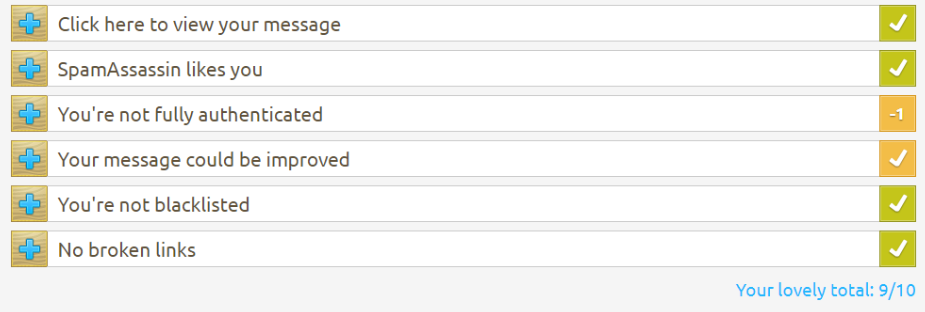 Click here to view your message
SpamAssassin likes you
You're not fully authenticated
-1
Your message could be improved
You're not blacklisted
No broken links
Your lovely total: 9/10